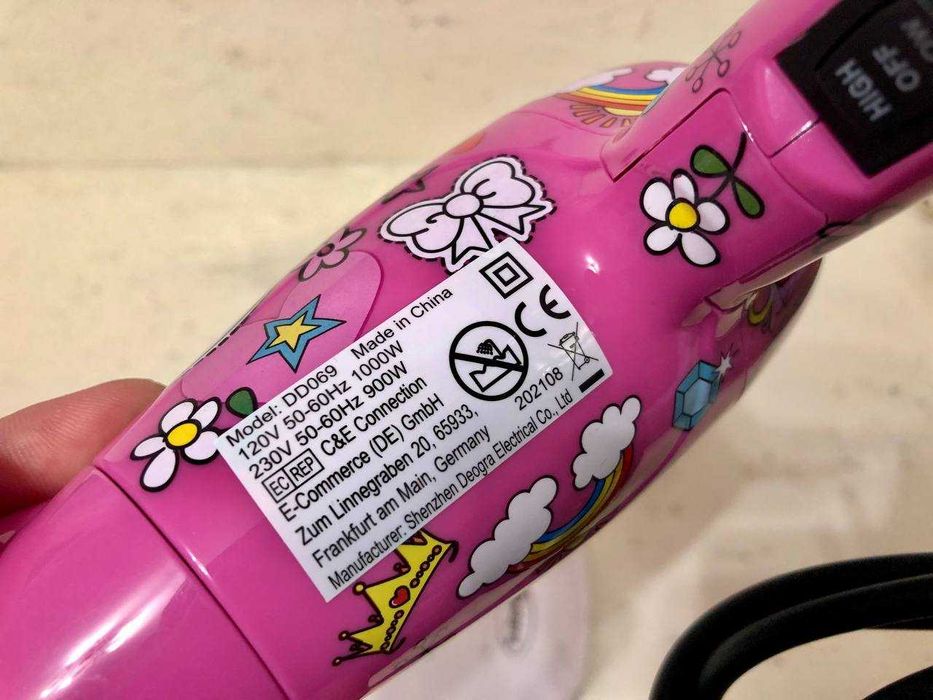 Model: DD069 Made in China
120V 50-60Hz 1000W
230V 50-60Hz 900W
EC REP C&E Connection
E-Commerce (DE) GmbH
Zum Linnegraben 20, 65933,
Frankfurt am Main, Germany
Manufacturer: Shenzhen Deogra Electrical Co., Ltd
CE
202108
HIGH
OFF